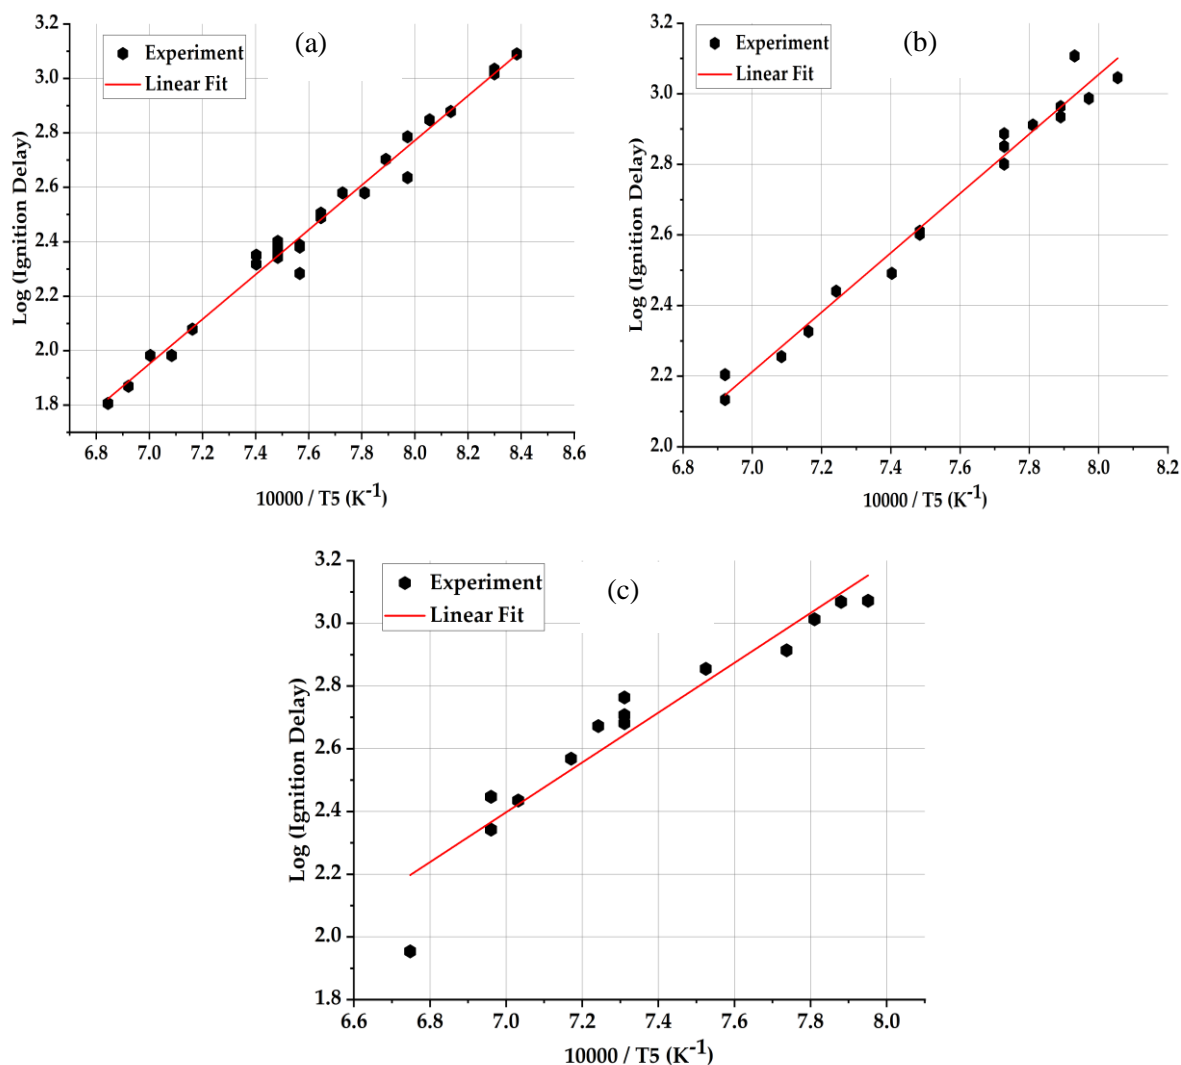 (a)
Experiment
Linear Fit
Log (Ignition Delay)
3.2
3.0
2.8
2.6
2.4
2.2
2.0
1.8
6.8 7.0 7.2 7.4 7.6 7.8 8.0 8.2 8.4 8.6
10000 / T5 (K⁻¹)
(b)
Experiment
Linear Fit
Log (Ignition Delay)
3.2
3.0
2.8
2.6
2.4
2.2
2.0
6.8 7.0 7.2 7.4 7.6 7.8 8.0 8.2
10000 / T5 (K⁻¹)
(c)
Experiment
Linear Fit
Log (Ignition Delay)
3.2
3.0
2.8
2.6
2.4
2.2
2.0
1.8
6.6 6.8 7.0 7.2 7.4 7.6 7.8 8.0
10000 / T5 (K⁻¹)